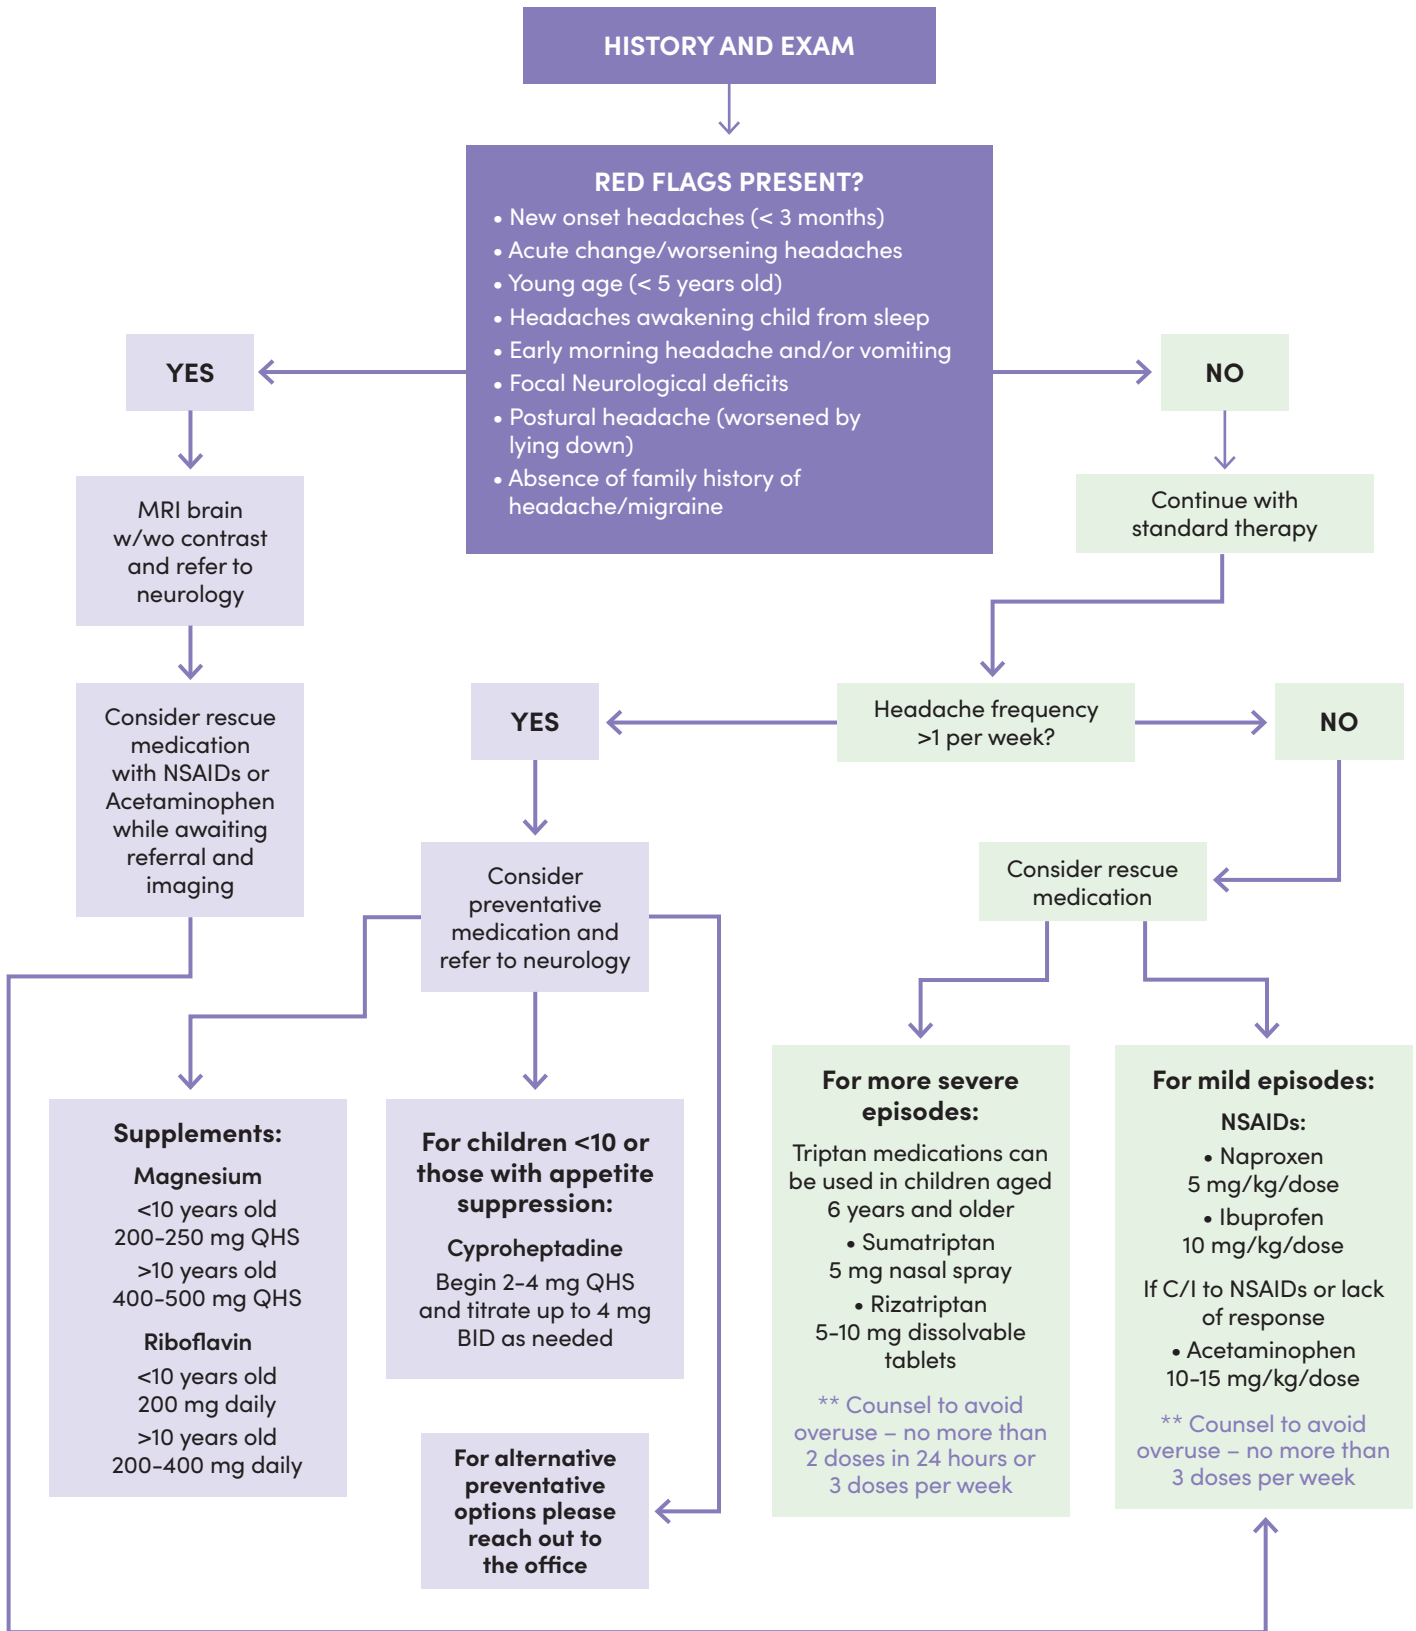 HISTORY AND EXAM
RED FLAGS PRESENT?
• New onset headaches (< 3 months)
• Acute change/worsening headaches
• Young age (< 5 years old)
• Headaches awakening child from sleep
• Early morning headache and/or vomiting
• Focal Neurological deficits
• Postural headache (worsened by
lying down)
• Absence of family history of
headache/migraine
YES
MRI brain
w/wo contrast
and refer to
neurology
Consider rescue
medication
with NSAIDs or
Acetaminophen
while awaiting
referral and
imaging
NO
Continue with
standard therapy
Headache frequency
>1 per week?
YES
Consider
preventative
medication and
refer to neurology
Supplements:
Magnesium
<10 years old
200-250 mg QHS
>10 years old
400-500 mg QHS
Riboflavin
<10 years old
200 mg daily
>10 years old
200-400 mg daily
For children <10 or
those with appetite
suppression:
Cyproheptadine
Begin 2-4 mg QHS
and titrate up to 4 mg
BID as needed
For alternative
preventative
options please
reach out to
the office
NO
Consider rescue
medication
For more severe
episodes:
Triptan medications can
be used in children aged
6 years and older
• Sumatriptan
5 mg nasal spray
• Rizatriptan
5-10 mg dissolvable
tablets
** Counsel to avoid
overuse – no more than
2 doses in 24 hours or
3 doses per week
For mild episodes:
NSAIDs:
• Naproxen
5 mg/kg/dose
• Ibuprofen
10 mg/kg/dose
If C/I to NSAIDs or lack
of response
• Acetaminophen
10-15 mg/kg/dose
** Counsel to avoid
overuse – no more than
3 doses per week